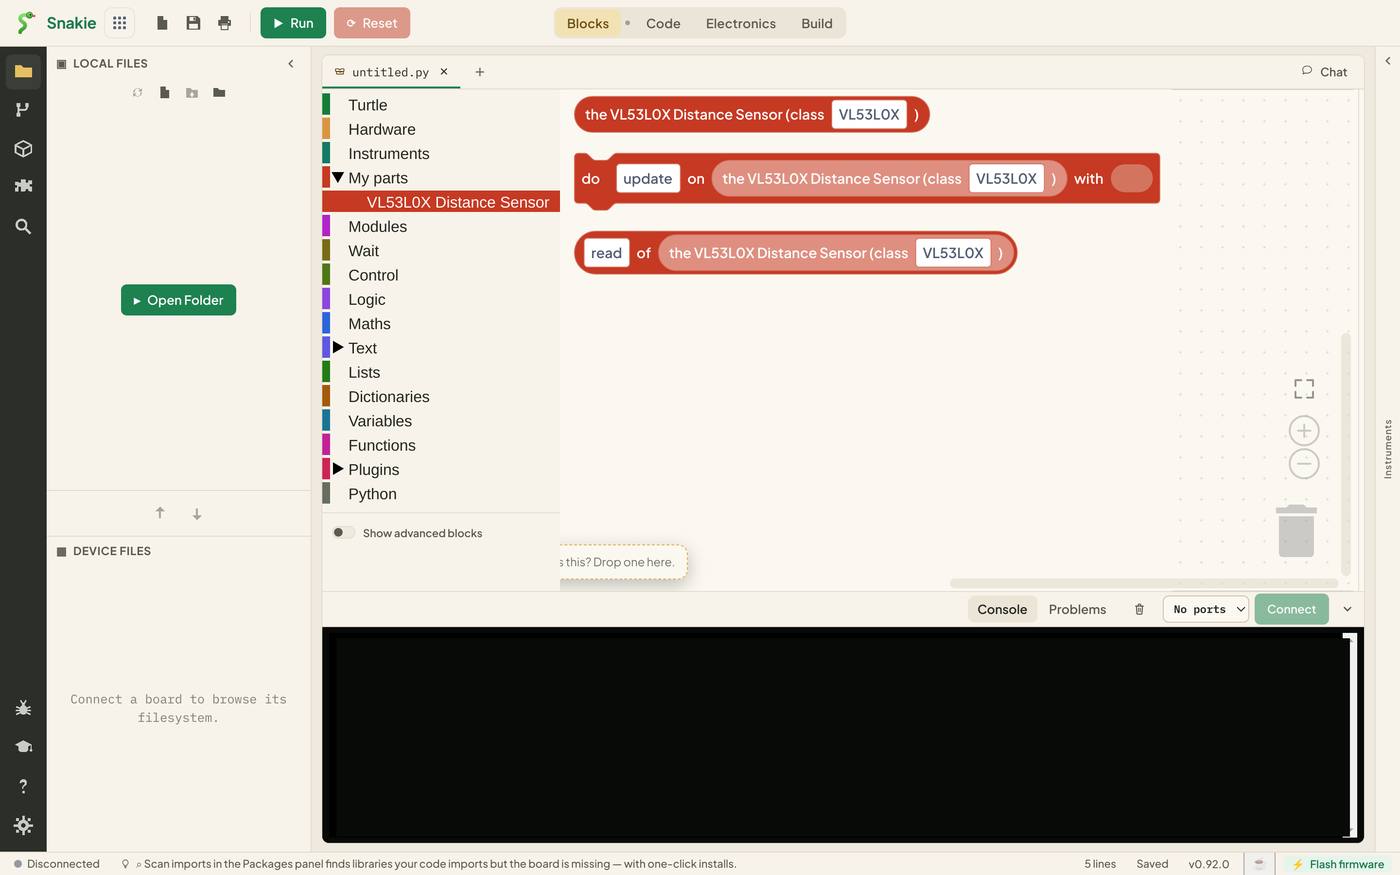 Snakie
Run
Reset
Blocks
Code
Electronics
Build
LOCAL FILES
untitled.py
Chat
Turtle
Hardware
Instruments
My parts
VL53L0X Distance Sensor
Modules
Wait
Control
Logic
Maths
Text
Lists
Dictionaries
Variables
Functions
Plugins
Python
Show advanced blocks
the VL53L0X Distance Sensor (class VL53L0X )
do update on the VL53L0X Distance Sensor (class VL53L0X ) with
read of the VL53L0X Distance Sensor (class VL53L0X )
s this? Drop one here.
Instruments
Open Folder
DEVICE FILES
Connect a board to browse its
filesystem.
Console
Problems
No ports
Connect
Disconnected
Scan imports in the Packages panel finds libraries your code imports but the board is missing — with one-click installs.
5 lines
Saved
v0.92.0
Flash firmware